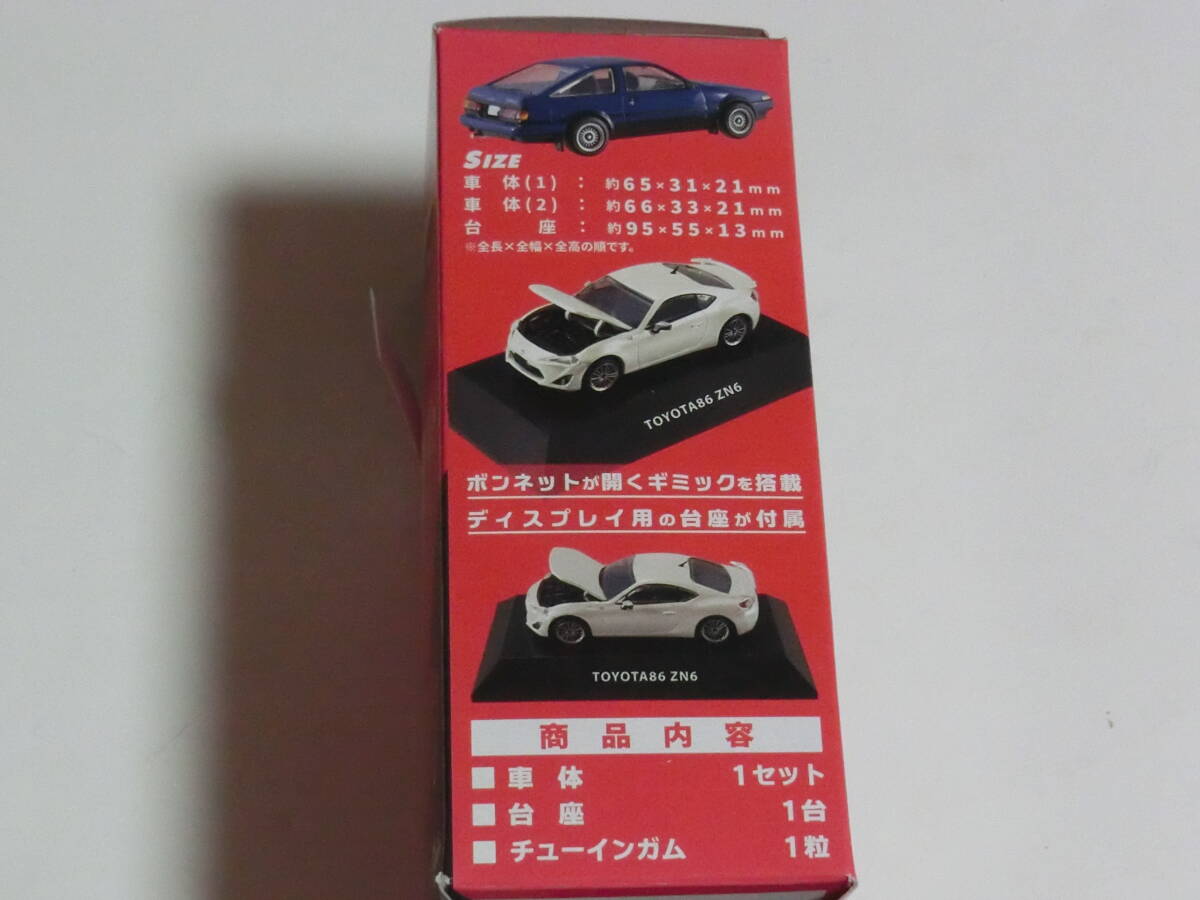 SIZE
車 体(1) : 約65×31×21mm
車 体(2) : 約66×33×21mm
台 座 : 約95×55×13mm
※全長×全幅×全高の順です。
TOYOTA86 ZN6
ボンネットが開くギミックを搭載
ディスプレイ用の台座が付属
TOYOTA86 ZN6
商品内容
■ 車 体 1セット
■ 台 座 1台
■ チューインガム 1粒